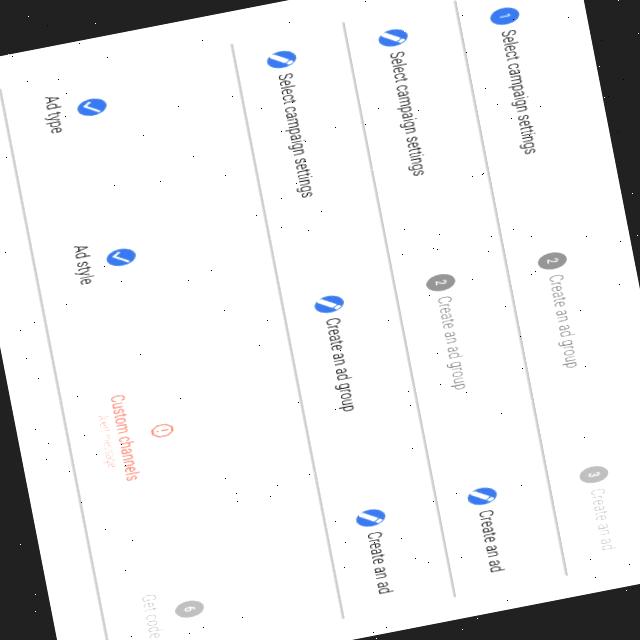 1 Select campaign settings
2 Create an ad group
3 Create an ad
Select campaign settings
2 Create an ad group
Create an ad
Select campaign settings
Create an ad group
Create an ad
Ad type
Ad style
Custom channels
Alert message
6
Get code